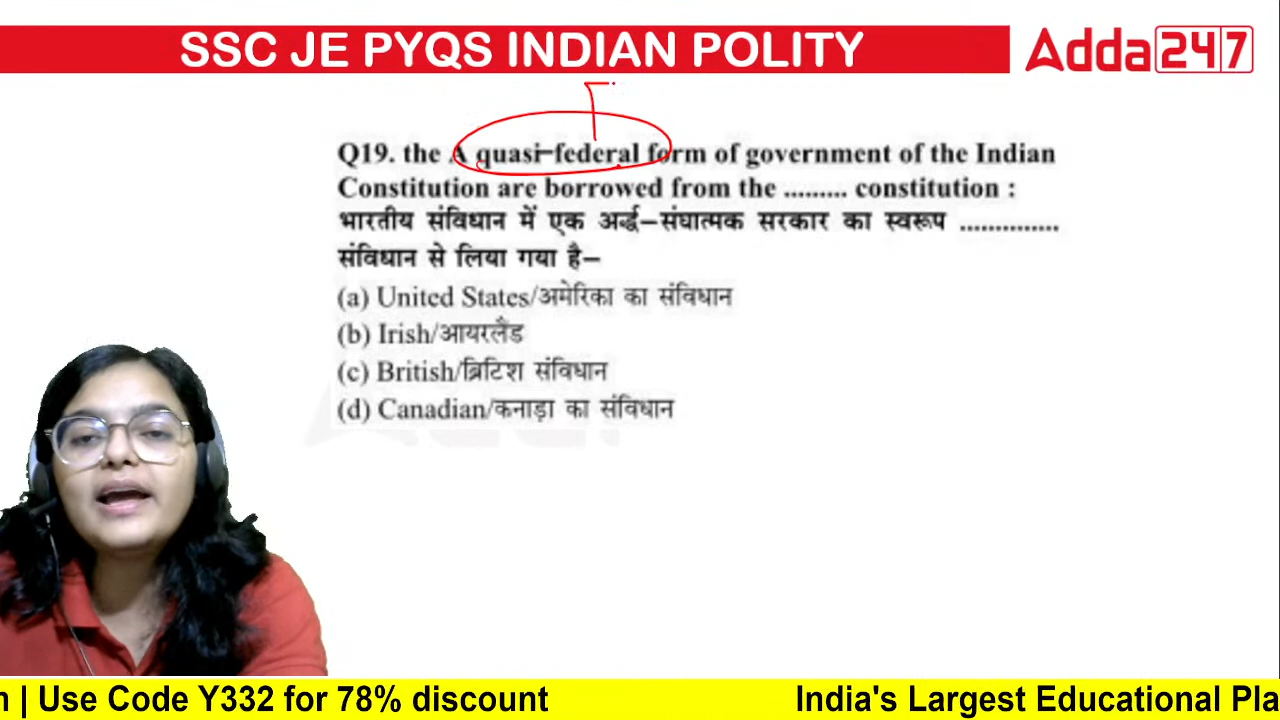 SSC JE PYQS INDIAN POLITY
Adda247
Q19. the A quasi-federal form of government of the Indian
Constitution are borrowed from the ......... constitution :
भारतीय संविधान में एक अर्द्ध–संघात्मक सरकार का स्वरूप ..............
संविधान से लिया गया है–
(a) United States/अमेरिका का संविधान
(b) Irish/आयरलैंड
(c) British/ब्रिटिश संविधान
(d) Canadian/कनाड़ा का संविधान
n | Use Code Y332 for 78% discount India's Largest Educational Pla